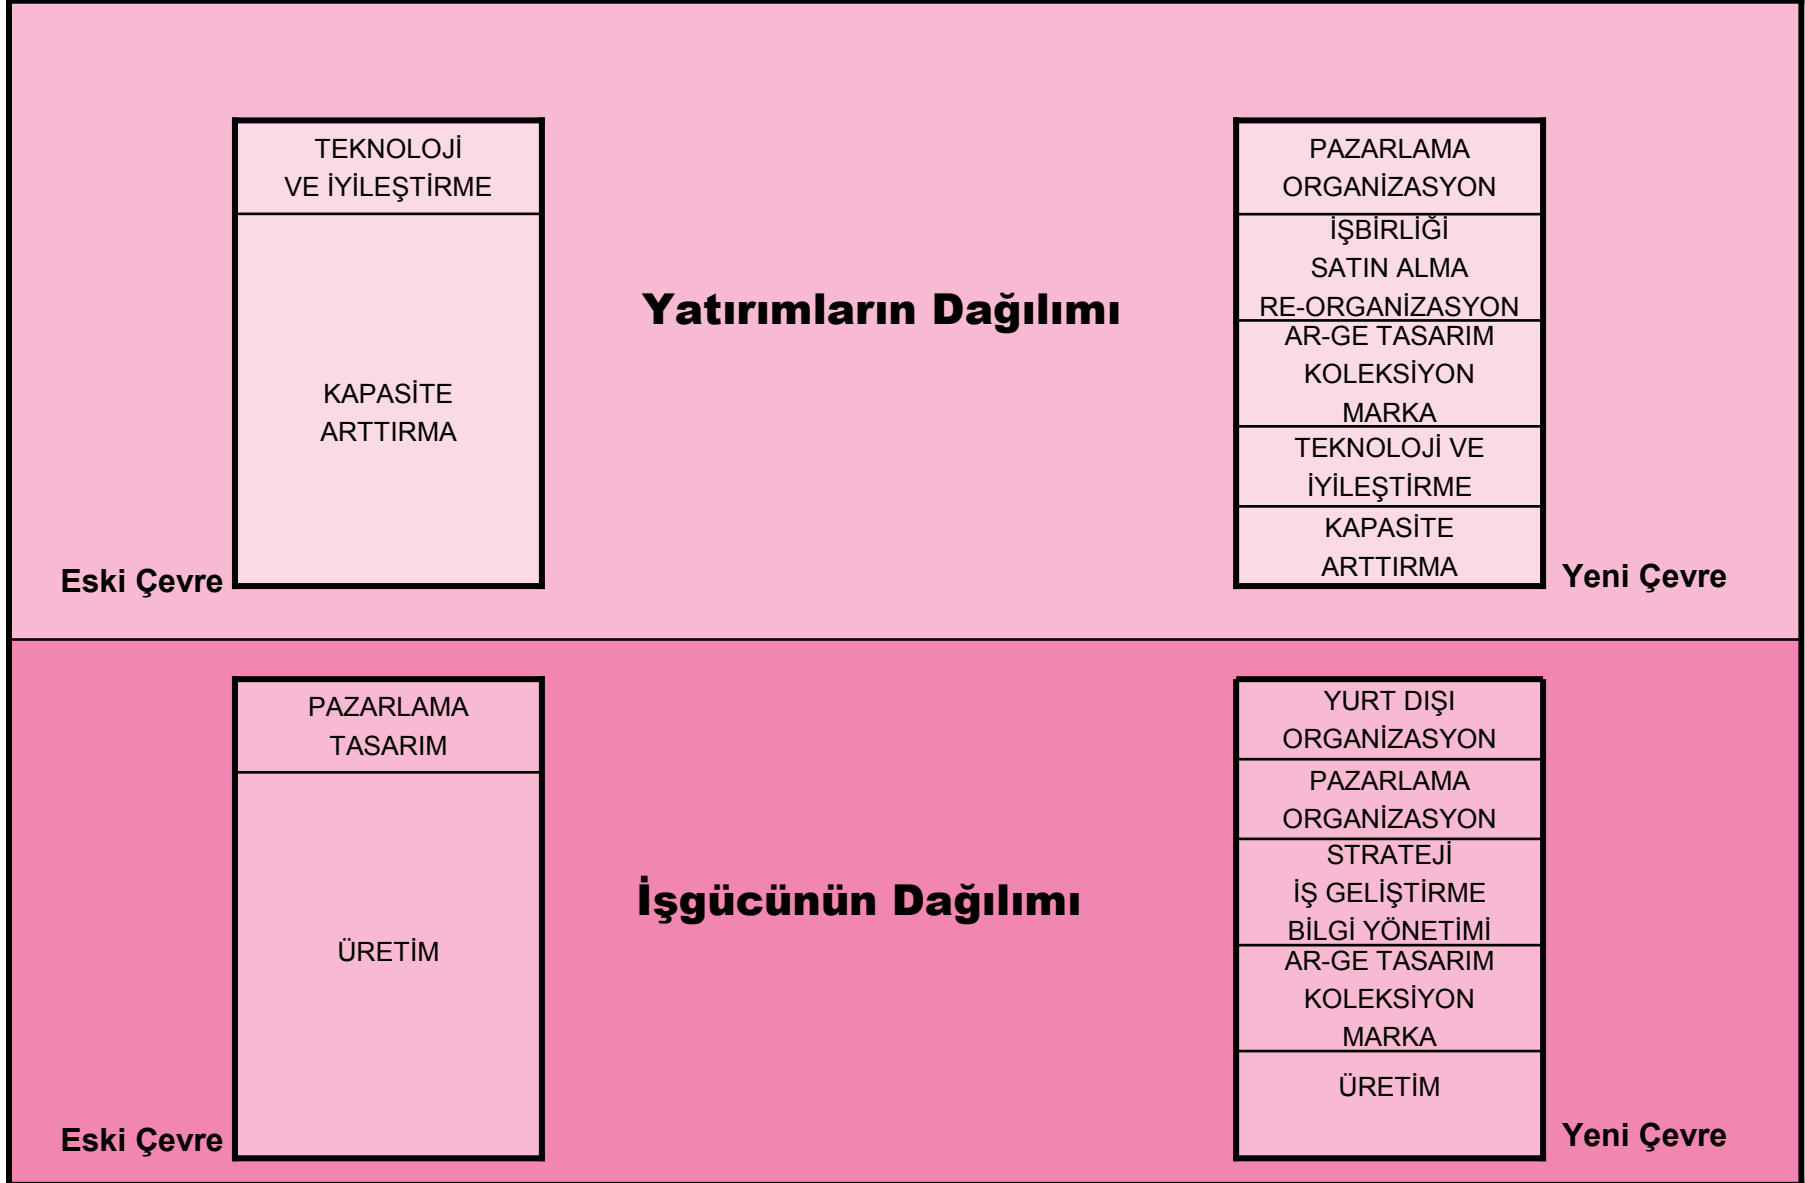 TEKNOLOJİ
VE İYİLEŞTİRME
KAPASİTE
ARTTIRMA
Eski Çevre
Yatırımların Dağılımı
PAZARLAMA
ORGANİZASYON
İŞBİRLİĞİ
SATIN ALMA
RE-ORGANİZASYON
AR-GE TASARIM
KOLEKSİYON
MARKA
TEKNOLOJİ VE
İYİLEŞTİRME
KAPASİTE
ARTTIRMA
Yeni Çevre
PAZARLAMA
TASARIM
ÜRETİM
Eski Çevre
İşgücünün Dağılımı
YURT DIŞI
ORGANİZASYON
PAZARLAMA
ORGANİZASYON
STRATEJİ
İŞ GELİŞTİRME
BİLGİ YÖNETİMİ
AR-GE TASARIM
KOLEKSİYON
MARKA
ÜRETİM
Yeni Çevre